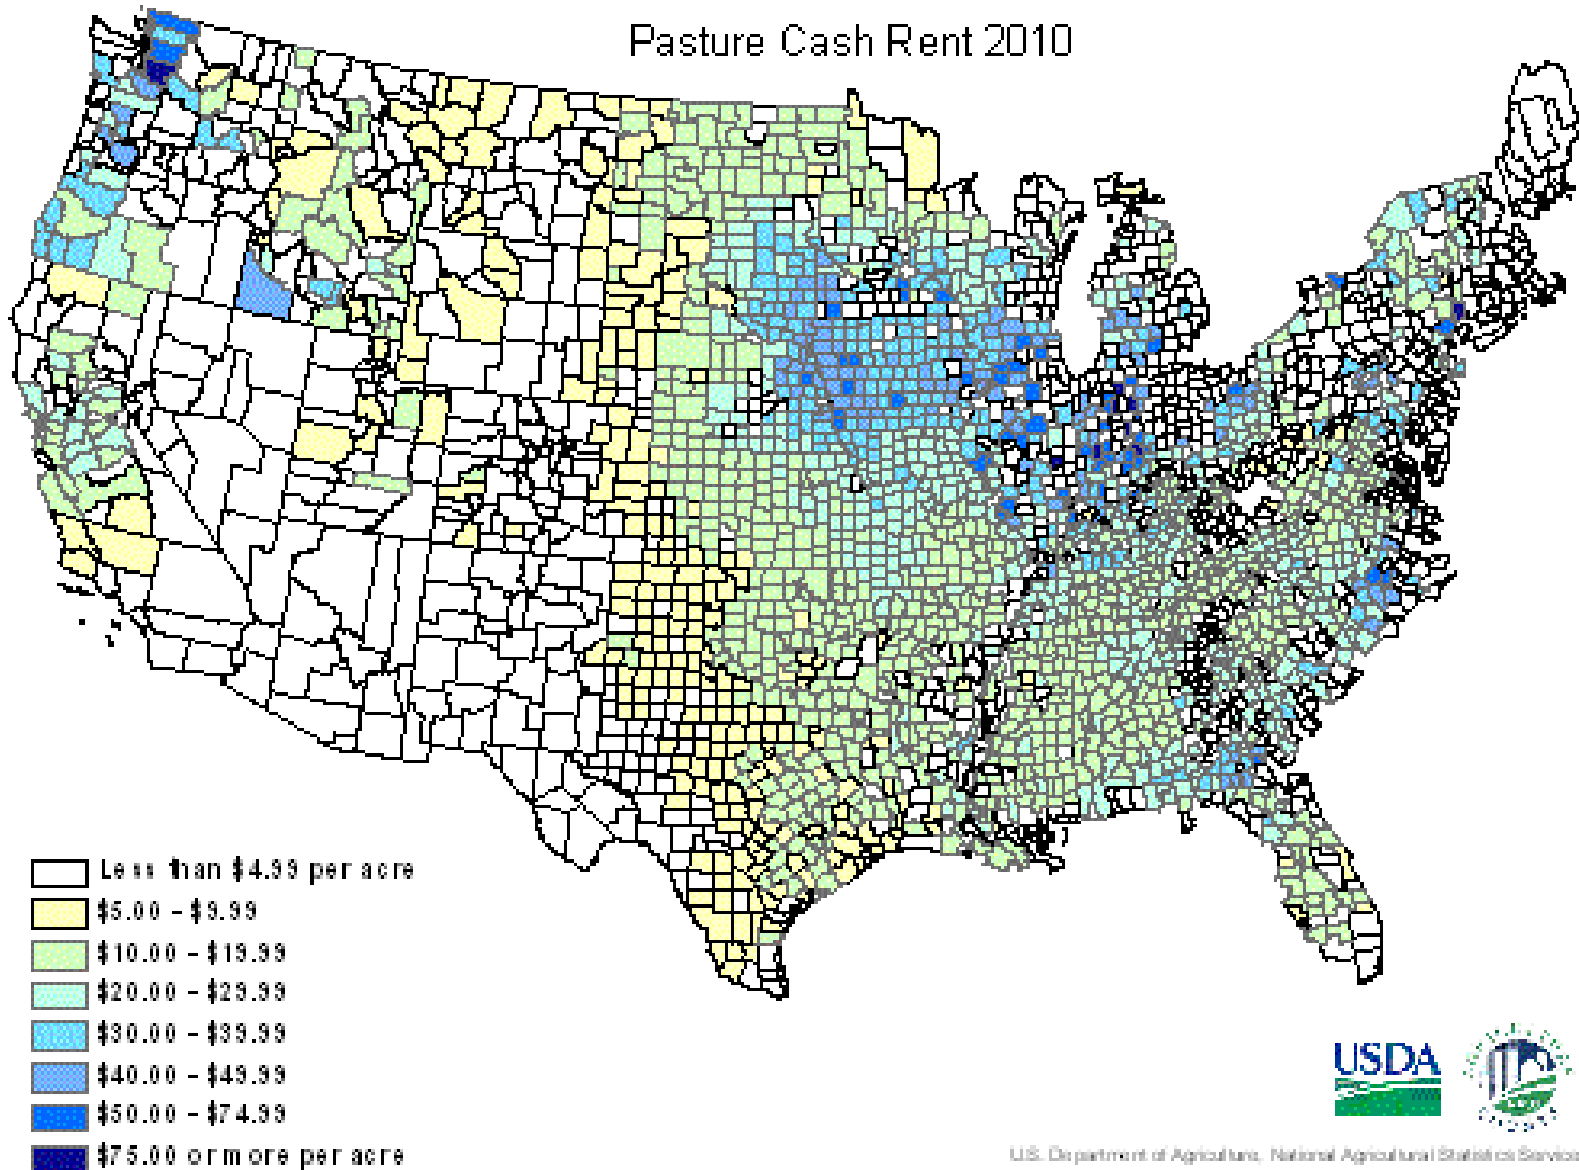 Pasture Cash Rent 2010
Less than $4.99 per acre
$5.00 - $9.99
$10.00 - $19.99
$20.00 - $29.99
$30.00 - $39.99
$40.00 - $49.99
$50.00 - $74.99
$75.00 or more per acre
USDA
U.S. Department of Agriculture, National Agricultural Statistics Service